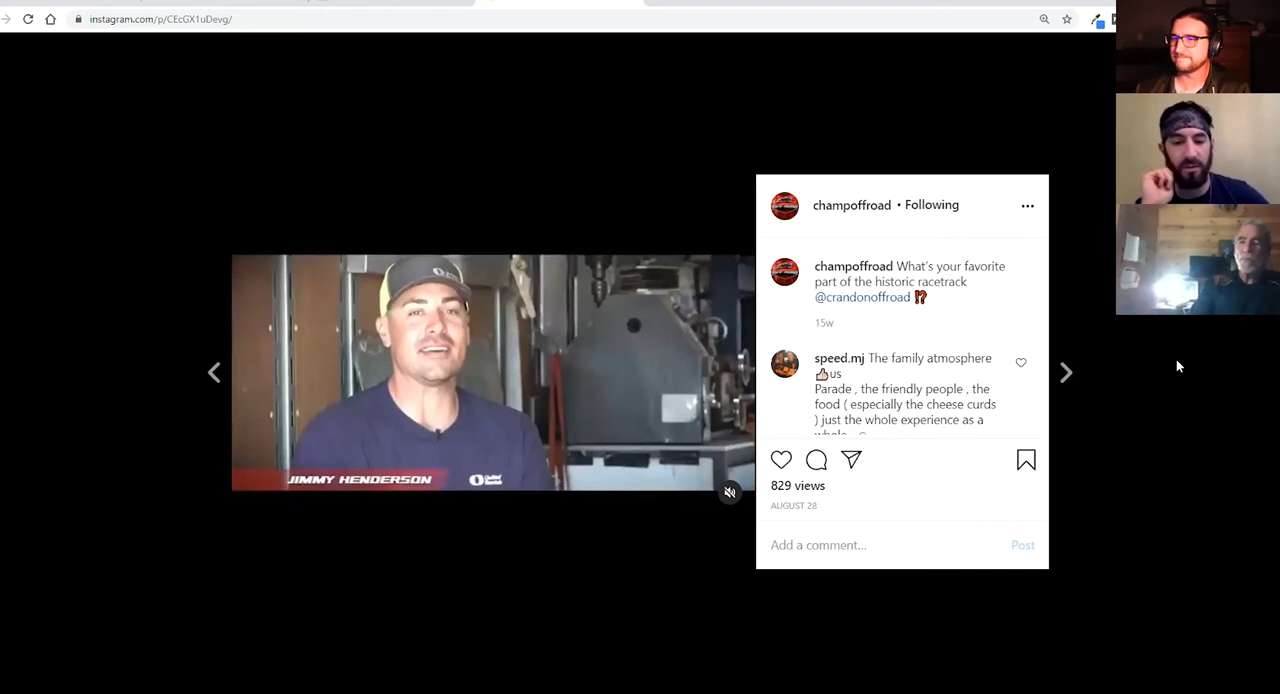 instagram.com/p/CEcGX1uDevg/
champoffroad • Following
champoffroad What's your favorite
part of the historic racetrack
@crandonoffroad ⁉️
15w
speed.mj The family atmosphere
👍🏻us
Parade , the friendly people , the
food ( especially the cheese curds
) just the whole experience as a
whole
829 views
AUGUST 28
Add a comment...
Post
JIMMY HENDERSON